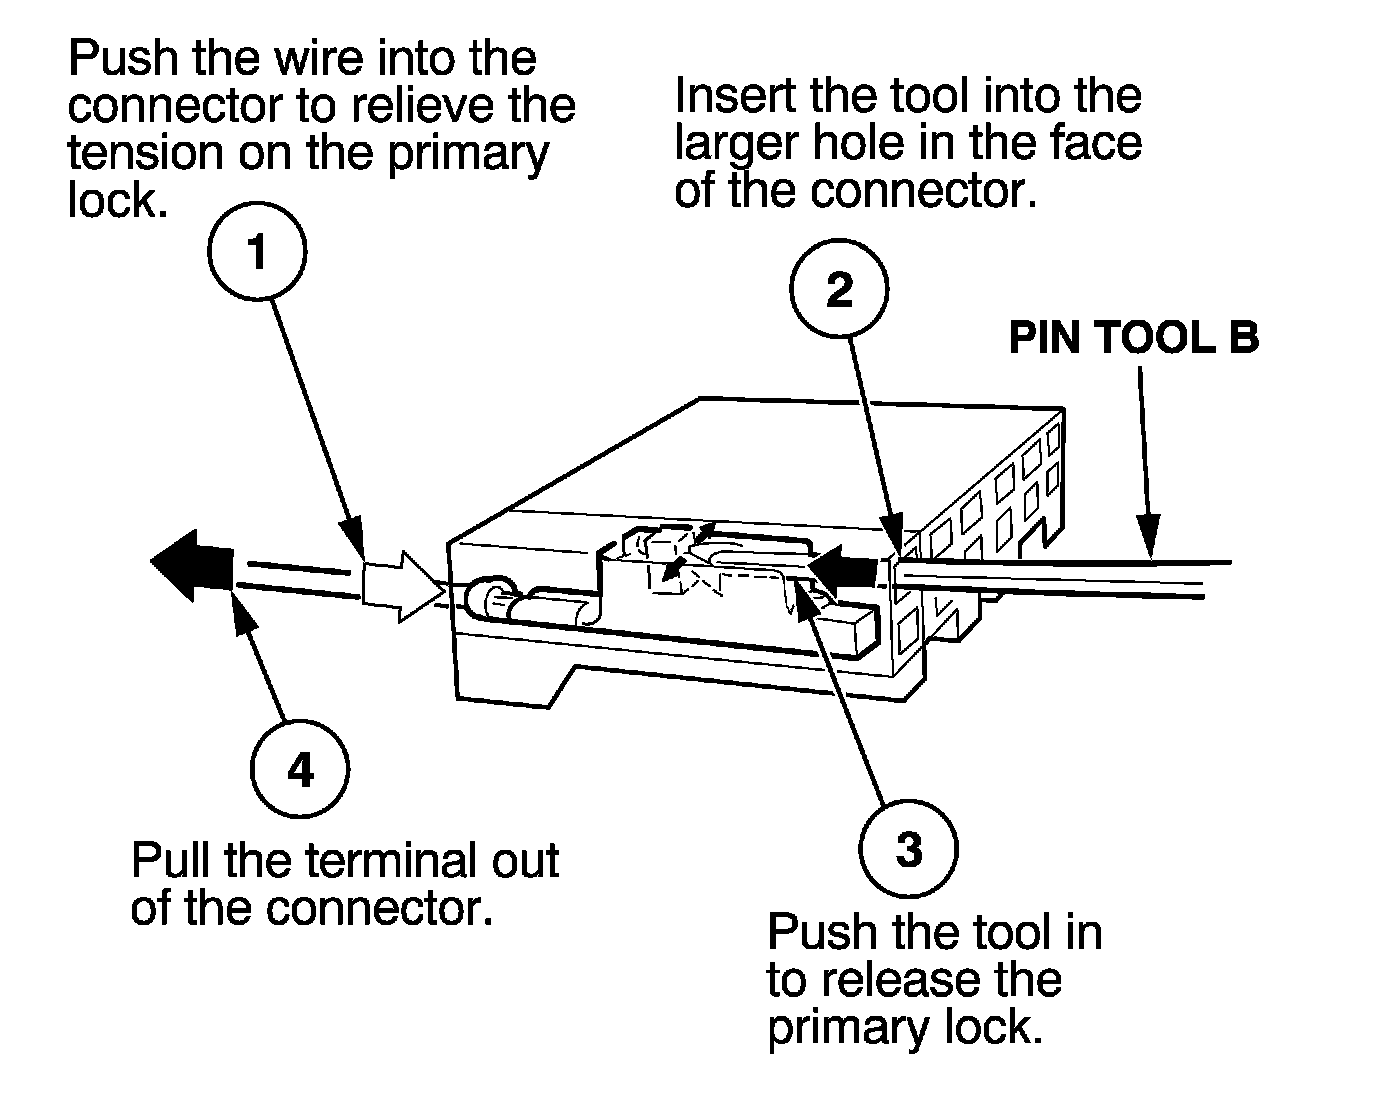 Push the wire into the
connector to relieve the
tension on the primary
lock.
1
Insert the tool into the
larger hole in the face
of the connector.
2
PIN TOOL B
4
Pull the terminal out
of the connector.
3
Push the tool in
to release the
primary lock.